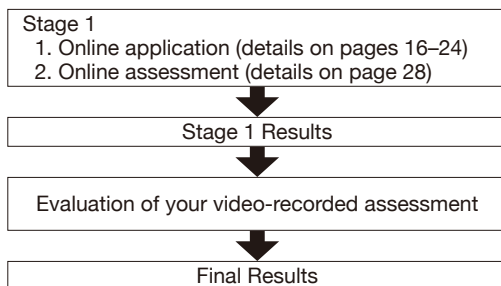 Stage 1
1. Online application (details on pages 16–24)
2. Online assessment (details on page 28)
Stage 1 Results
Evaluation of your video-recorded assessment
Final Results